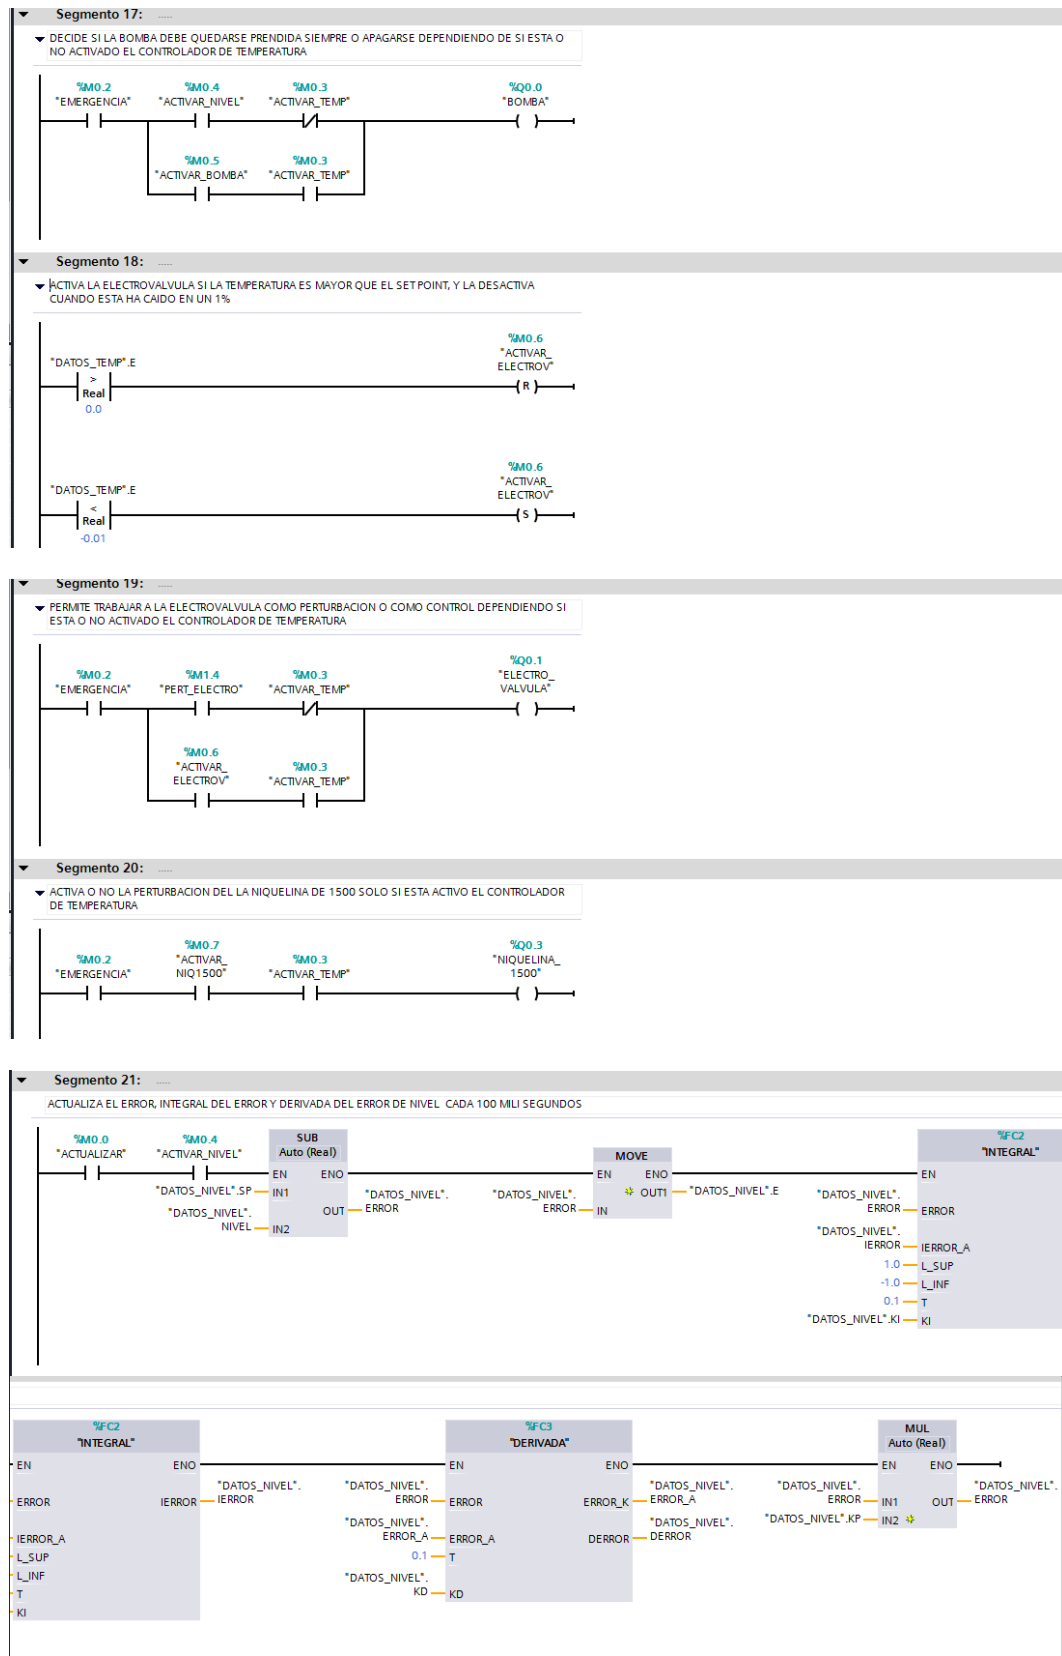 Segmento 17: .....
DECIDE SI LA BOMBA DEBE QUEDARSE PRENDIDA SIEMPRE O APAGARSE DEPENDIENDO DE SI ESTA O
NO ACTIVADO EL CONTROLADOR DE TEMPERATURA
%M0.2 %M0.4 %M0.3 %Q0.0
"EMERGENCIA" "ACTIVAR_NIVEL" "ACTIVAR_TEMP" "BOMBA"
%M0.5 %M0.3
"ACTIVAR_BOMBA" "ACTIVAR_TEMP"
Segmento 18: .....
ACTIVA LA ELECTROVALVULA SI LA TEMPERATURA ES MAYOR QUE EL SET POINT, Y LA DESACTIVA
CUANDO ESTA HA CAIDO EN UN 1%
%M0.6
"ACTIVAR_
ELECTROV"
"DATOS_TEMP".E
>
Real
R
0.0
%M0.6
"ACTIVAR_
ELECTROV"
"DATOS_TEMP".E
<
Real
S
-0.01
Segmento 19: .....
PERMITE TRABAJAR A LA ELECTROVALVULA COMO PERTURBACION O COMO CONTROL DEPENDIENDO SI
ESTA O NO ACTIVADO EL CONTROLADOR DE TEMPERATURA
%M0.2 %M1.4 %M0.3 %Q0.1
"EMERGENCIA" "PERT_ELECTRO" "ACTIVAR_TEMP" "ELECTRO_
VALVULA"
%M0.6 %M0.3
"ACTIVAR_
ELECTROV" "ACTIVAR_TEMP"
Segmento 20: .....
ACTIVA O NO LA PERTURBACION DEL LA NIQUELINA DE 1500 SOLO SI ESTA ACTIVO EL CONTROLADOR
DE TEMPERATURA
%M0.2 %M0.7 %M0.3 %Q0.3
"ACTIVAR_ "NIQUELINA_
"EMERGENCIA" NIQ1500" "ACTIVAR_TEMP" 1500"
Segmento 21: .....
ACTUALIZA EL ERROR, INTEGRAL DEL ERROR Y DERIVADA DEL ERROR DE NIVEL CADA 100 MILI SEGUNDOS
%M0.0 %M0.4 SUB %FC2
"ACTUALIZAR" "ACTIVAR_NIVEL" Auto (Real) MOVE "INTEGRAL"
EN ENO EN ENO EN
"DATOS_NIVEL".SP IN1 "DATOS_NIVEL". "DATOS_NIVEL". OUT1 "DATOS_NIVEL".E "DATOS_NIVEL".
"DATOS_NIVEL". OUT ERROR ERROR IN ERROR ERROR
NIVEL IN2 "DATOS_NIVEL".
IERROR IERROR_A
1.0 L_SUP
-1.0 L_INF
0.1 T
"DATOS_NIVEL".KI KI
%FC2 %FC3 MUL
"INTEGRAL" "DERIVADA" Auto (Real)
EN ENO EN ENO EN ENO
"DATOS_NIVEL". "DATOS_NIVEL". "DATOS_NIVEL". "DATOS_NIVEL". "DATOS_NIVEL".
ERROR IERROR IERROR ERROR ERROR ERROR_K ERROR_A ERROR IN1 OUT ERROR
"DATOS_NIVEL". "DATOS_NIVEL". "DATOS_NIVEL".KP IN2
IERROR_A ERROR_A ERROR_A DERROR DERROR
L_SUP 0.1 T
L_INF "DATOS_NIVEL".
T KD KD
KI